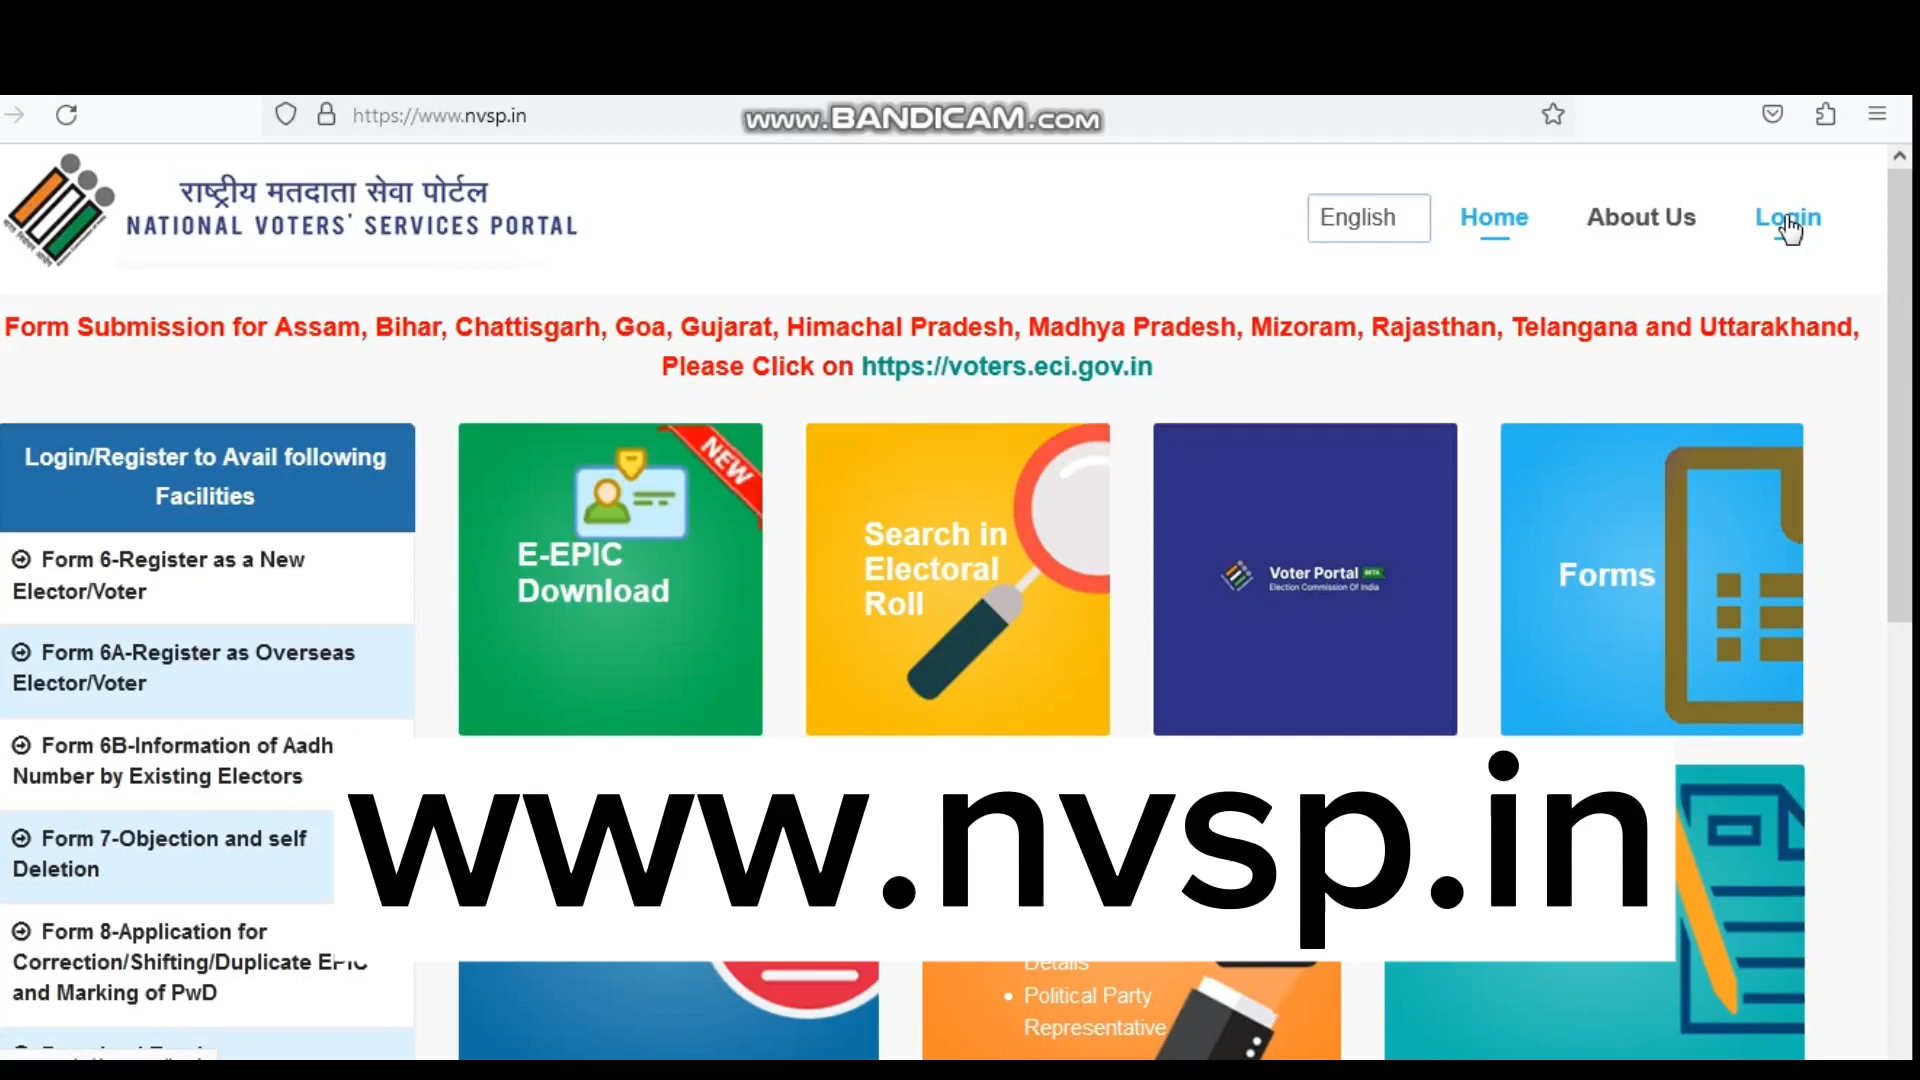 https://www.nvsp.in
www.BANDICAM.com
राष्ट्रीय मतदाता सेवा पोर्टल
NATIONAL VOTERS' SERVICES PORTAL
English
Home
About Us
Login
Form Submission for Assam, Bihar, Chattisgarh, Goa, Gujarat, Himachal Pradesh, Madhya Pradesh, Mizoram, Rajasthan, Telangana and Uttarakhand,
Please Click on https://voters.eci.gov.in
Login/Register to Avail following
Facilities
Form 6-Register as a New
Elector/Voter
Form 6A-Register as Overseas
Elector/Voter
Form 6B-Information of Aadh
Number by Existing Electors
Form 7-Objection and self
Deletion
Form 8-Application for
Correction/Shifting/Duplicate EPIC
and Marking of PwD
NEW
E-EPIC
Download
Search in
Electoral
Roll
Voter Portal BETA
Election Commission Of India
Forms
www.nvsp.in
Details
Political Party
Representative